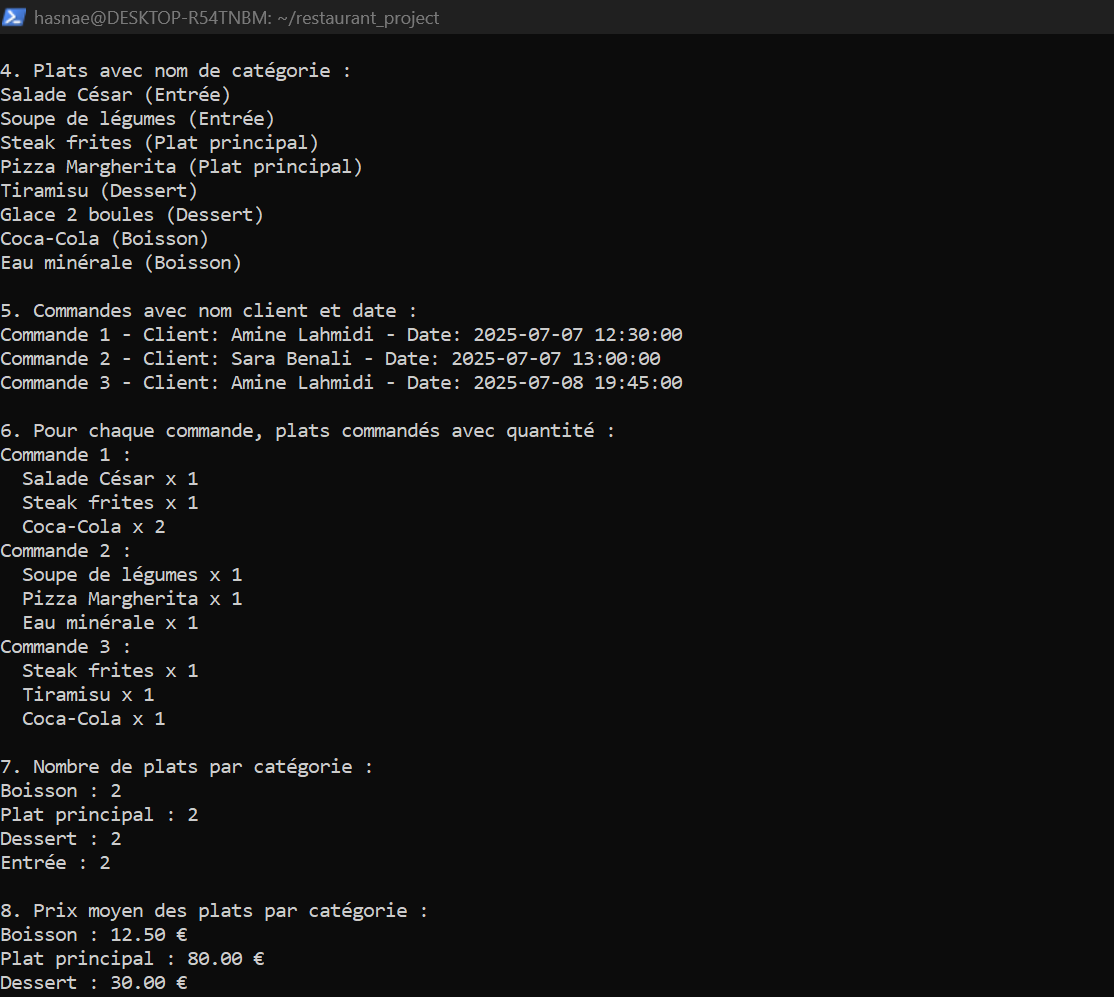 hasnae@DESKTOP-R54TNBM: ~/restaurant_project
4. Plats avec nom de catégorie :
Salade César (Entrée)
Soupe de légumes (Entrée)
Steak frites (Plat principal)
Pizza Margherita (Plat principal)
Tiramisu (Dessert)
Glace 2 boules (Dessert)
Coca-Cola (Boisson)
Eau minérale (Boisson)
5. Commandes avec nom client et date :
Commande 1 - Client: Amine Lahmidi - Date: 2025-07-07 12:30:00
Commande 2 - Client: Sara Benali - Date: 2025-07-07 13:00:00
Commande 3 - Client: Amine Lahmidi - Date: 2025-07-08 19:45:00
6. Pour chaque commande, plats commandés avec quantité :
Commande 1 :
  Salade César x 1
  Steak frites x 1
  Coca-Cola x 2
Commande 2 :
  Soupe de légumes x 1
  Pizza Margherita x 1
  Eau minérale x 1
Commande 3 :
  Steak frites x 1
  Tiramisu x 1
  Coca-Cola x 1
7. Nombre de plats par catégorie :
Boisson : 2
Plat principal : 2
Dessert : 2
Entrée : 2
8. Prix moyen des plats par catégorie :
Boisson : 12.50 €
Plat principal : 80.00 €
Dessert : 30.00 €